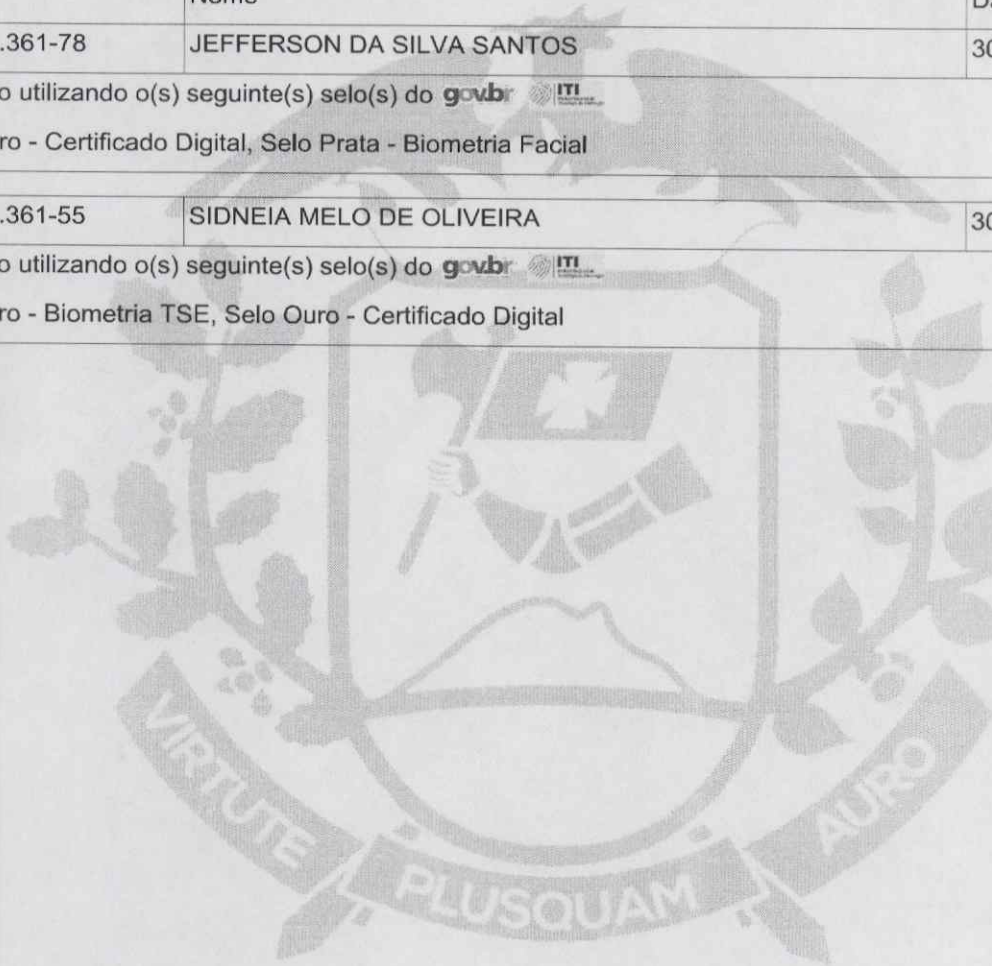 Nome
.361-78 JEFFERSON DA SILVA SANTOS 30
o utilizando o(s) seguinte(s) selo(s) do gov.br ITI
ro - Certificado Digital, Selo Prata - Biometria Facial
.361-55 SIDNEIA MELO DE OLIVEIRA 30
o utilizando o(s) seguinte(s) selo(s) do gov.br ITI
ro - Biometria TSE, Selo Ouro - Certificado Digital
VIRTUTE PLUSQUAM AURO